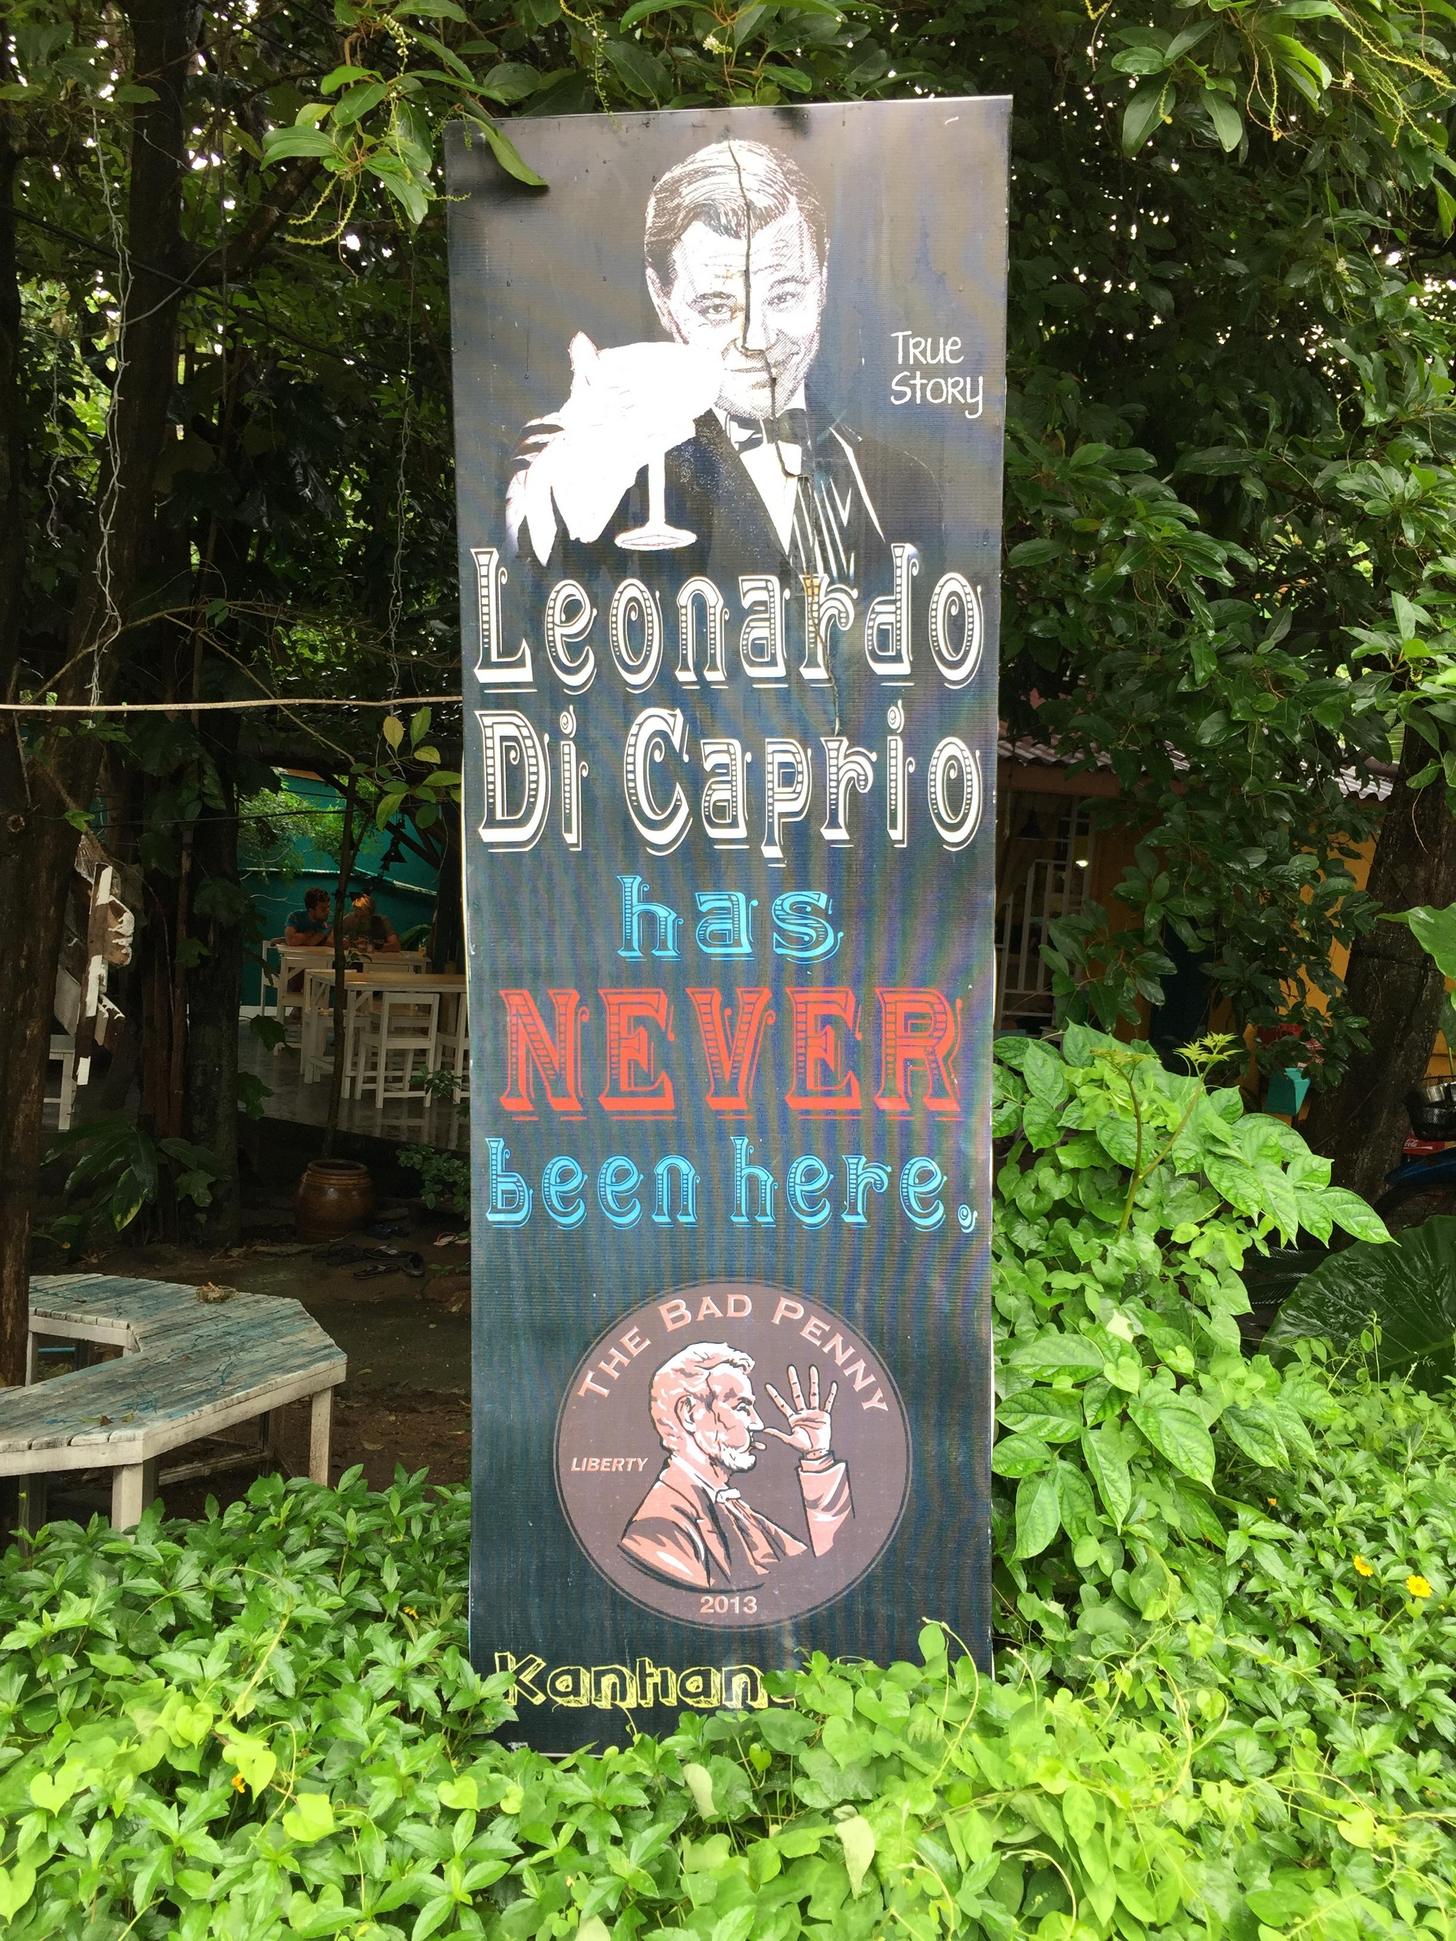 True
Story
Leonardo
Di Caprio
has
NEVER
been here.
THE BAD PENNY
LIBERTY
2013